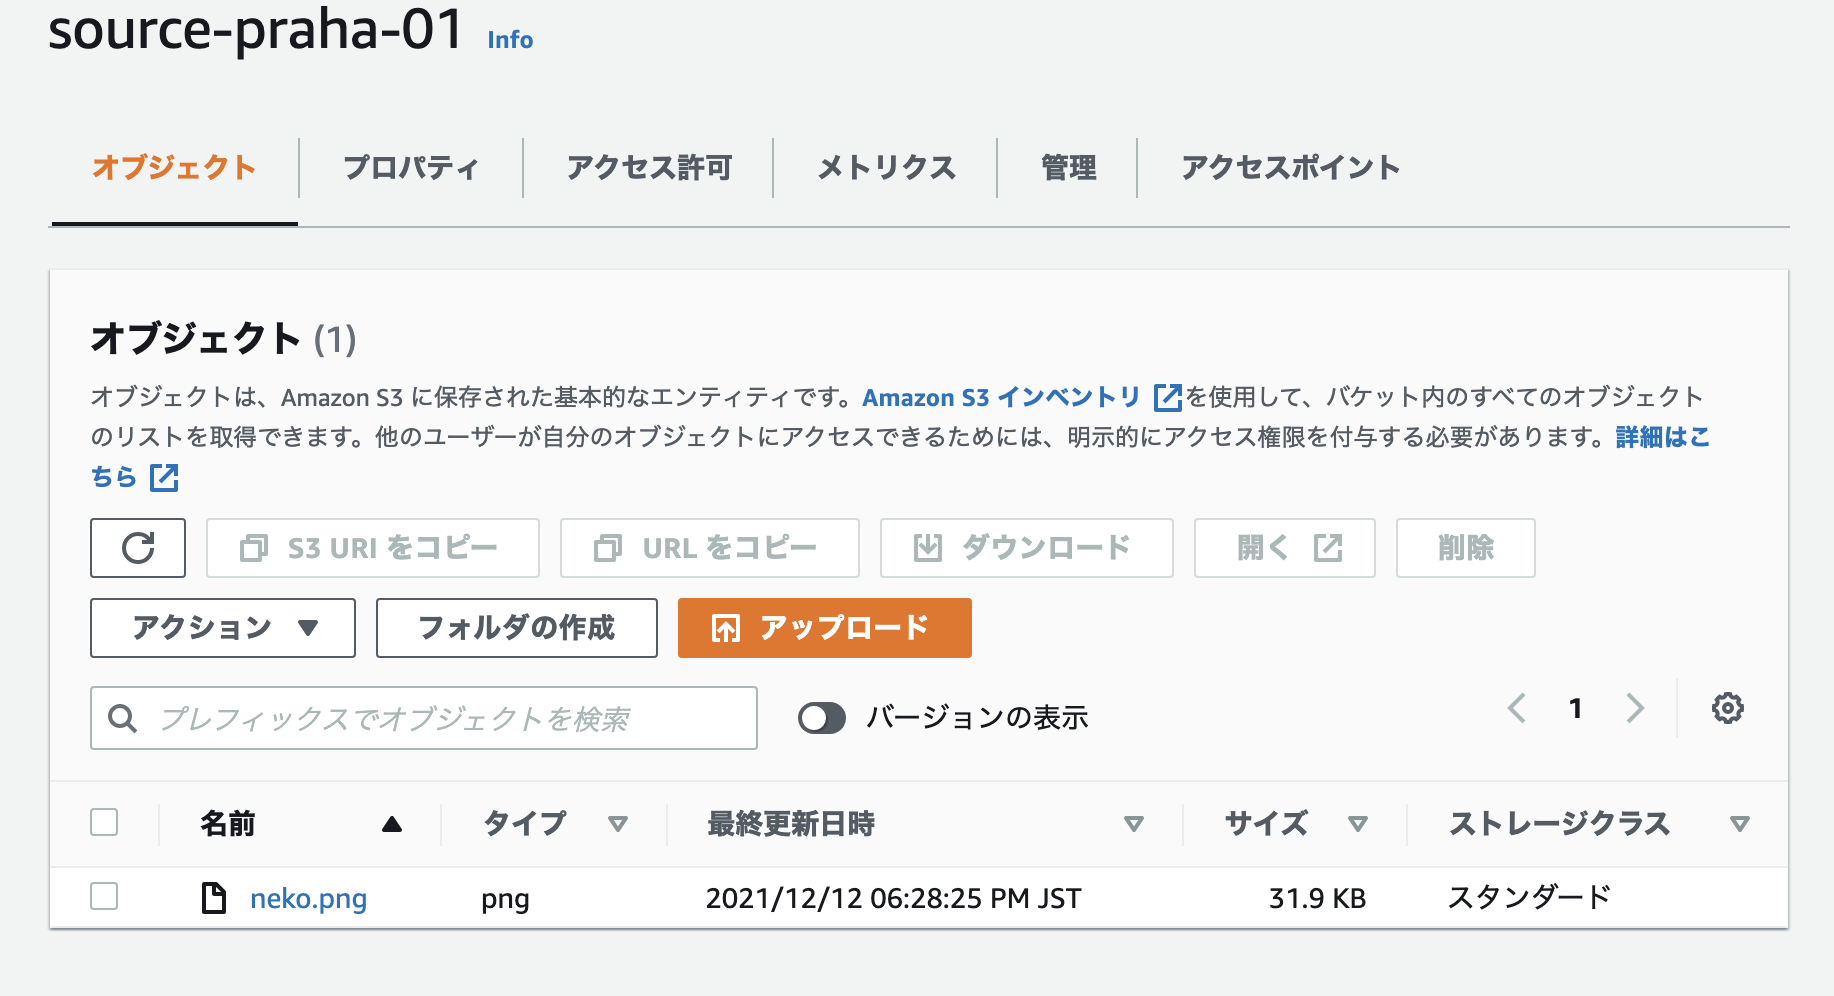 source-praha-01 Info
オブジェクト プロパティ アクセス許可 メトリクス 管理 アクセスポイント
オブジェクト (1)
オブジェクトは、Amazon S3 に保存された基本的なエンティティです。Amazon S3 インベントリ を使用して、バケット内のすべてのオブジェクト
のリストを取得できます。他のユーザーが自分のオブジェクトにアクセスできるためには、明示的にアクセス権限を付与する必要があります。詳細はこ
ちら
S3 URI をコピー URL をコピー ダウンロード 開く 削除
アクション フォルダの作成 アップロード
プレフィックスでオブジェクトを検索 バージョンの表示 1
名前 タイプ 最終更新日時 サイズ ストレージクラス
neko.png png 2021/12/12 06:28:25 PM JST 31.9 KB スタンダード